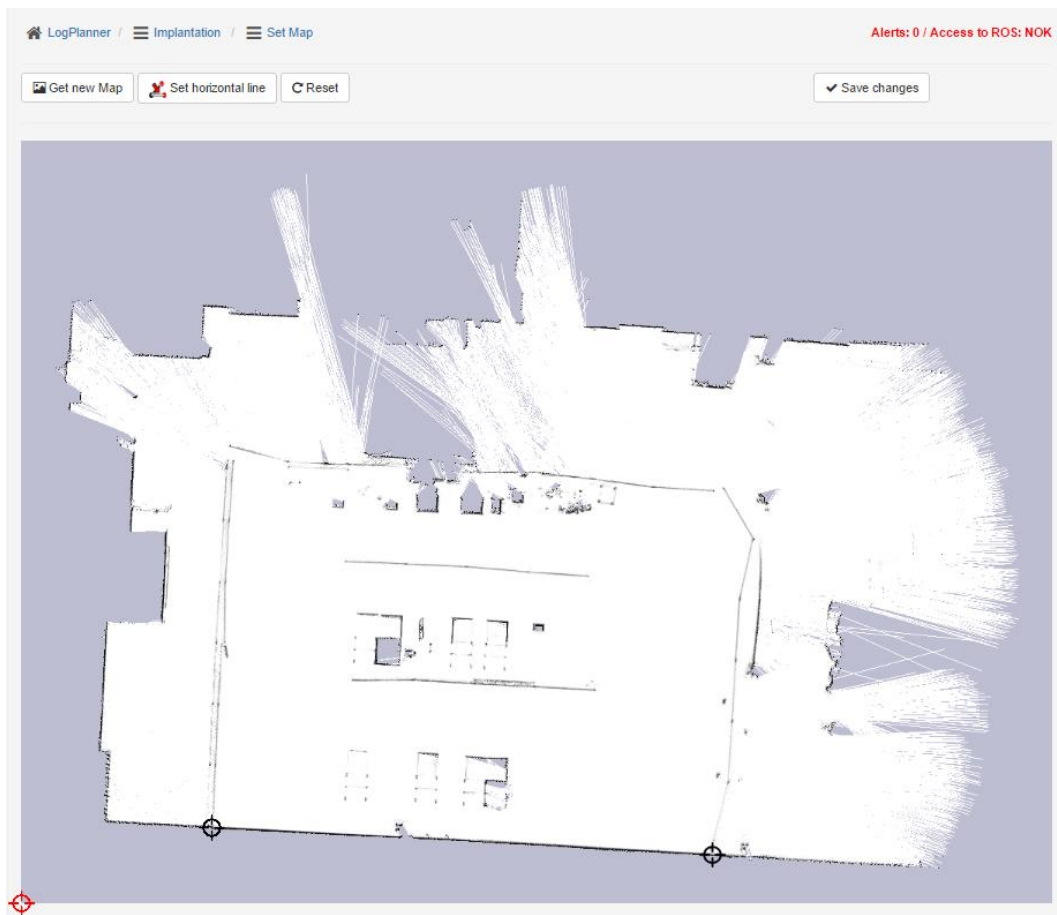 LogPlanner / Implantation / Set Map
Alerts: 0 / Access to ROS: NOK
Get new Map Set horizontal line Reset Save changes